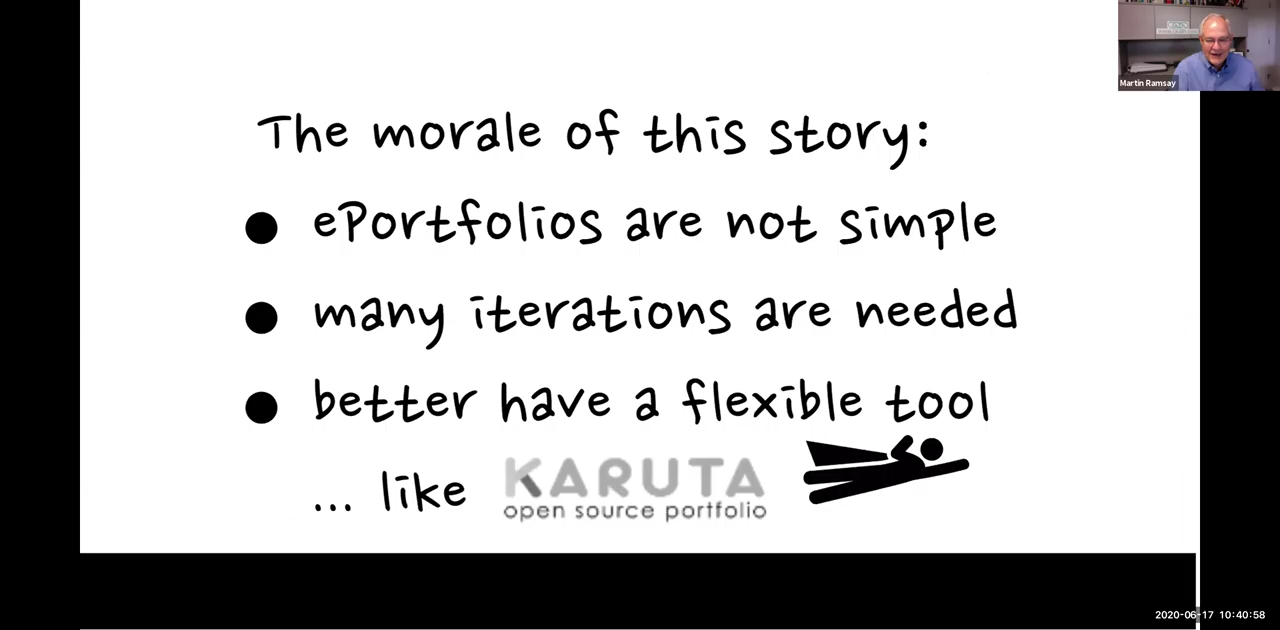 The morale of this story:
● ePortfolios are not simple
● many iterations are needed
● better have a flexible tool
... like KARUTA
open source portfolio
Martin Ramsay
2020-06-17 10:40:58